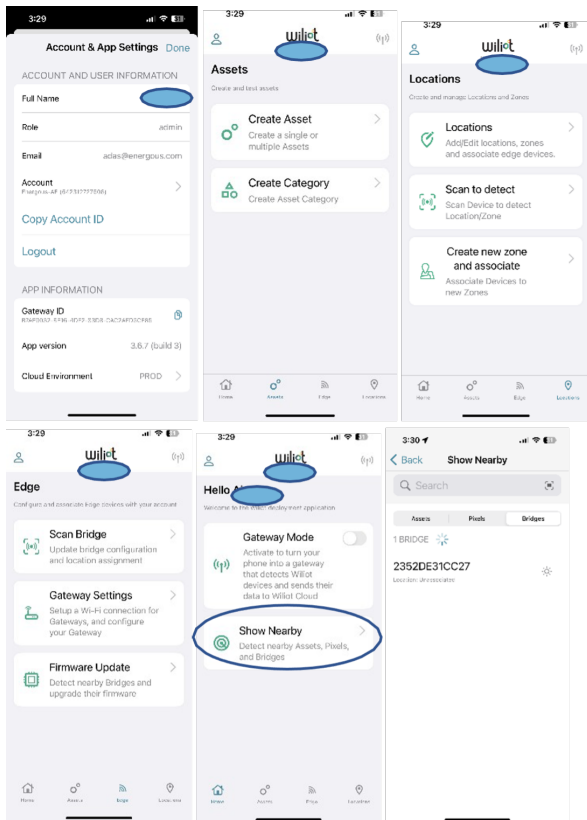 3:29
Account & App Settings Done
ACCOUNT AND USER INFORMATION
Full Name
Role admin
Email adas@energous.com
Account
Copy Account ID
Logout
APP INFORMATION
Gateway ID
App version 3.6.7 (build 3)
Cloud Environment PROD
3:29
wiliot
Assets
Create and test assets
Create Asset
Create a single or
multiple Assets
Create Category
Create Asset Category
Home Assets Edge Locations
3:29
wiliot
Locations
Create and manage Locations and Zones
Locations
Add/Edit locations, zones
and associate edge devices.
Scan to detect
Scan Device to detect
Location/Zone
Create new zone
and associate
Associate Devices to
new Zones
Home Assets Edge Locations
3:29
wiliot
Edge
Configure and associate Edge devices with your account
Scan Bridge
Update bridge configuration
and location assignment
Gateway Settings
Setup a Wi-Fi connection for
Gateways, and configure
your Gateway
Firmware Update
Detect nearby Bridges and
upgrade their firmware
Home Assets Edge Locations
3:29
wiliot
Hello
Welcome to the Wiliot deployment application
Gateway Mode
Activate to turn your
phone into a gateway
that detects Wiliot
devices and sends their
data to Wiliot Cloud
Show Nearby
Detect nearby Assets, Pixels,
and Bridges
Home Assets Edge Locations
3:30
Back Show Nearby
Search
Assets Pixels Bridges
1 BRIDGE
2352DE31CC27
Location: Unassociated